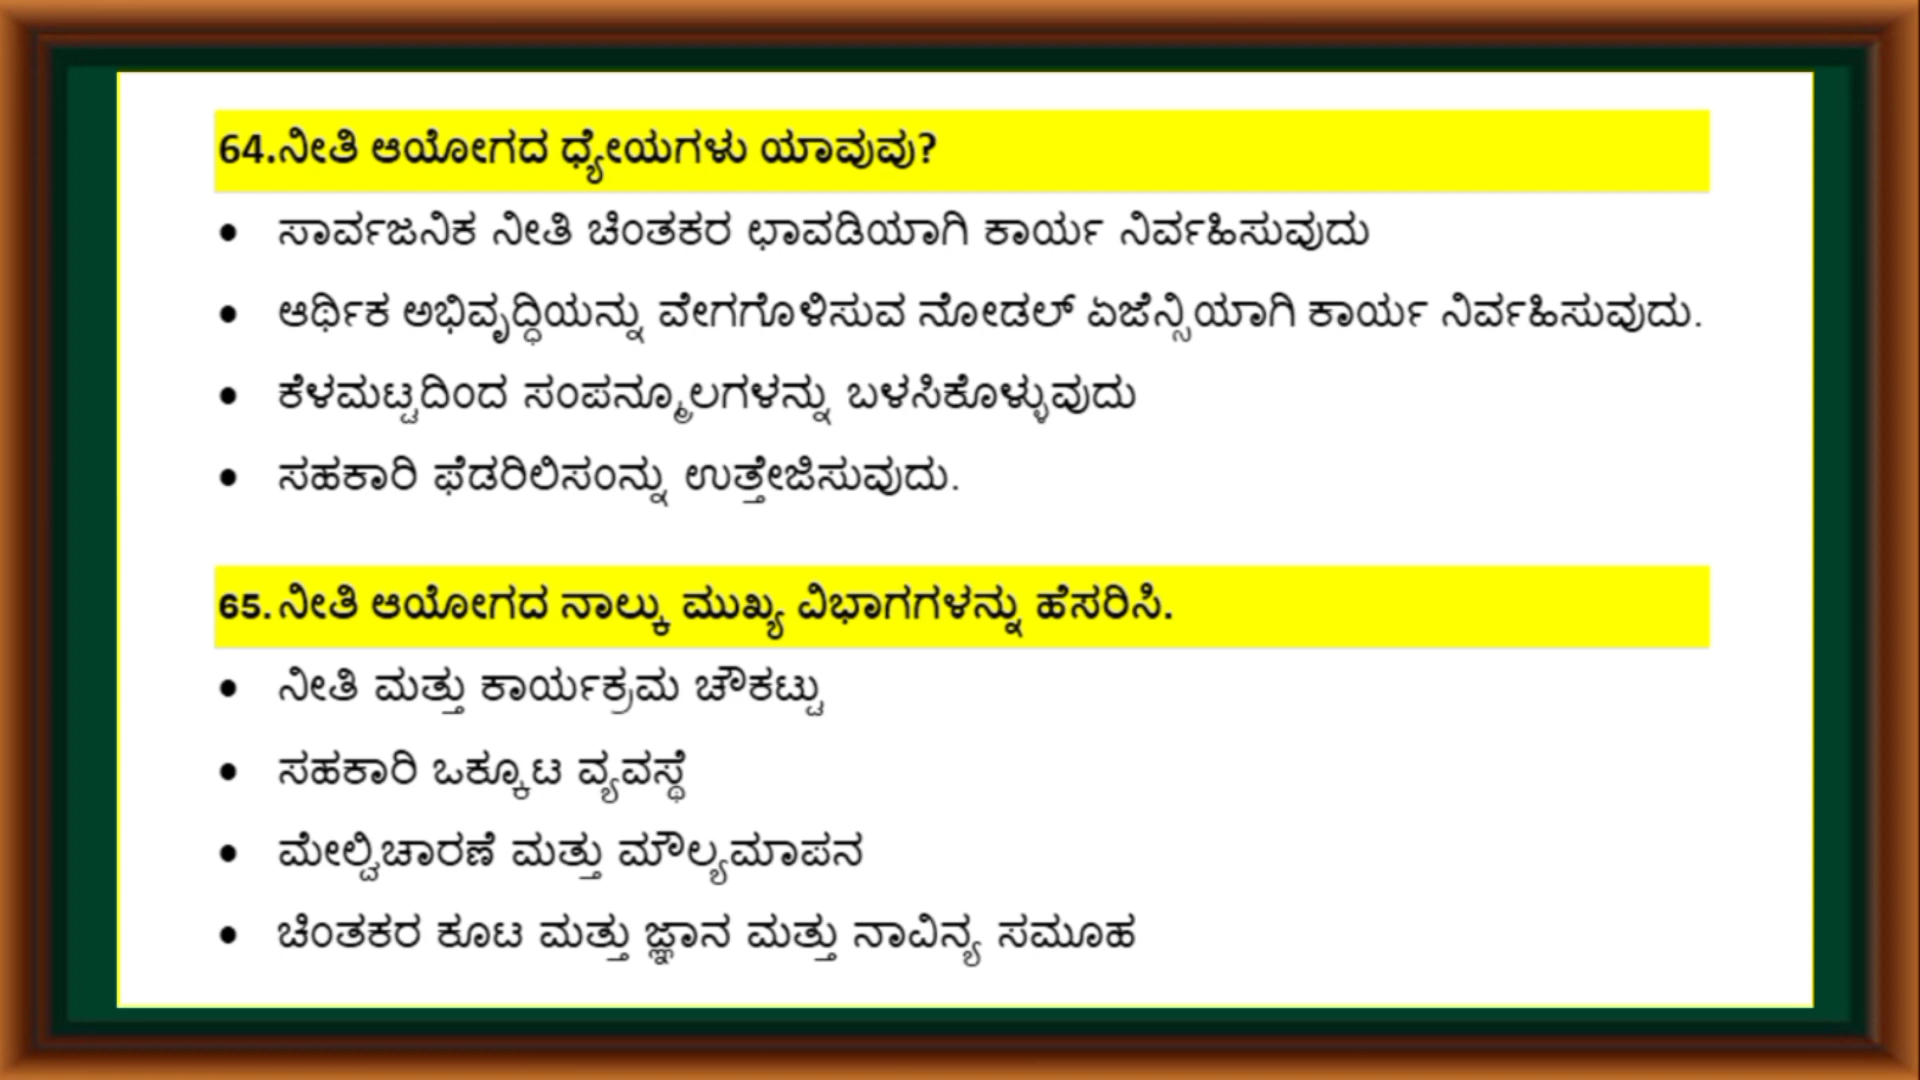 64.ನೀತಿ ಆಯೋಗದ ಧ್ಯೇಯಗಳು ಯಾವುವು?
• ಸಾರ್ವಜನಿಕ ನೀತಿ ಚಿಂತಕರ ಛಾವಡಿಯಾಗಿ ಕಾರ್ಯ ನಿರ್ವಹಿಸುವುದು
• ಆರ್ಥಿಕ ಅಭಿವೃದ್ಧಿಯನ್ನು ವೇಗಗೊಳಿಸುವ ನೋಡಲ್ ಏಜೆನ್ಸಿಯಾಗಿ ಕಾರ್ಯ ನಿರ್ವಹಿಸುವುದು.
• ಕೆಳಮಟ್ಟದಿಂದ ಸಂಪನ್ಮೂಲಗಳನ್ನು ಬಳಸಿಕೊಳ್ಳುವುದು
• ಸಹಕಾರಿ ಫೆಡರಿಲಿಸಂನ್ನು ಉತ್ತೇಜಿಸುವುದು.
65.ನೀತಿ ಆಯೋಗದ ನಾಲ್ಕು ಮುಖ್ಯ ವಿಭಾಗಗಳನ್ನು ಹೆಸರಿಸಿ.
• ನೀತಿ ಮತ್ತು ಕಾರ್ಯಕ್ರಮ ಚೌಕಟ್ಟು
• ಸಹಕಾರಿ ಒಕ್ಕೂಟ ವ್ಯವಸ್ಥೆ
• ಮೇಲ್ವಿಚಾರಣೆ ಮತ್ತು ಮೌಲ್ಯಮಾಪನ
• ಚಿಂತಕರ ಕೂಟ ಮತ್ತು ಜ್ಞಾನ ಮತ್ತು ನಾವಿನ್ಯ ಸಮೂಹ